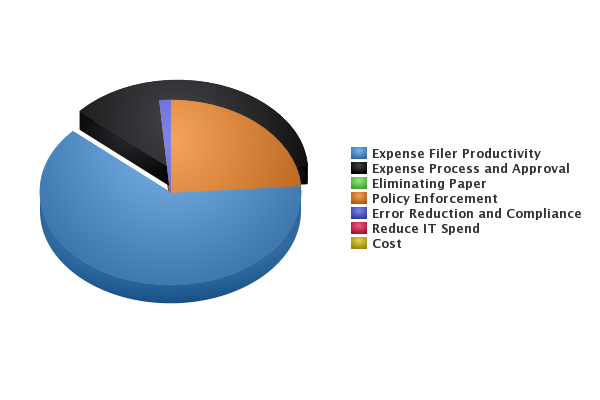 Expense Filer Productivity
Expense Process and Approval
Eliminating Paper
Policy Enforcement
Error Reduction and Compliance
Reduce IT Spend
Cost